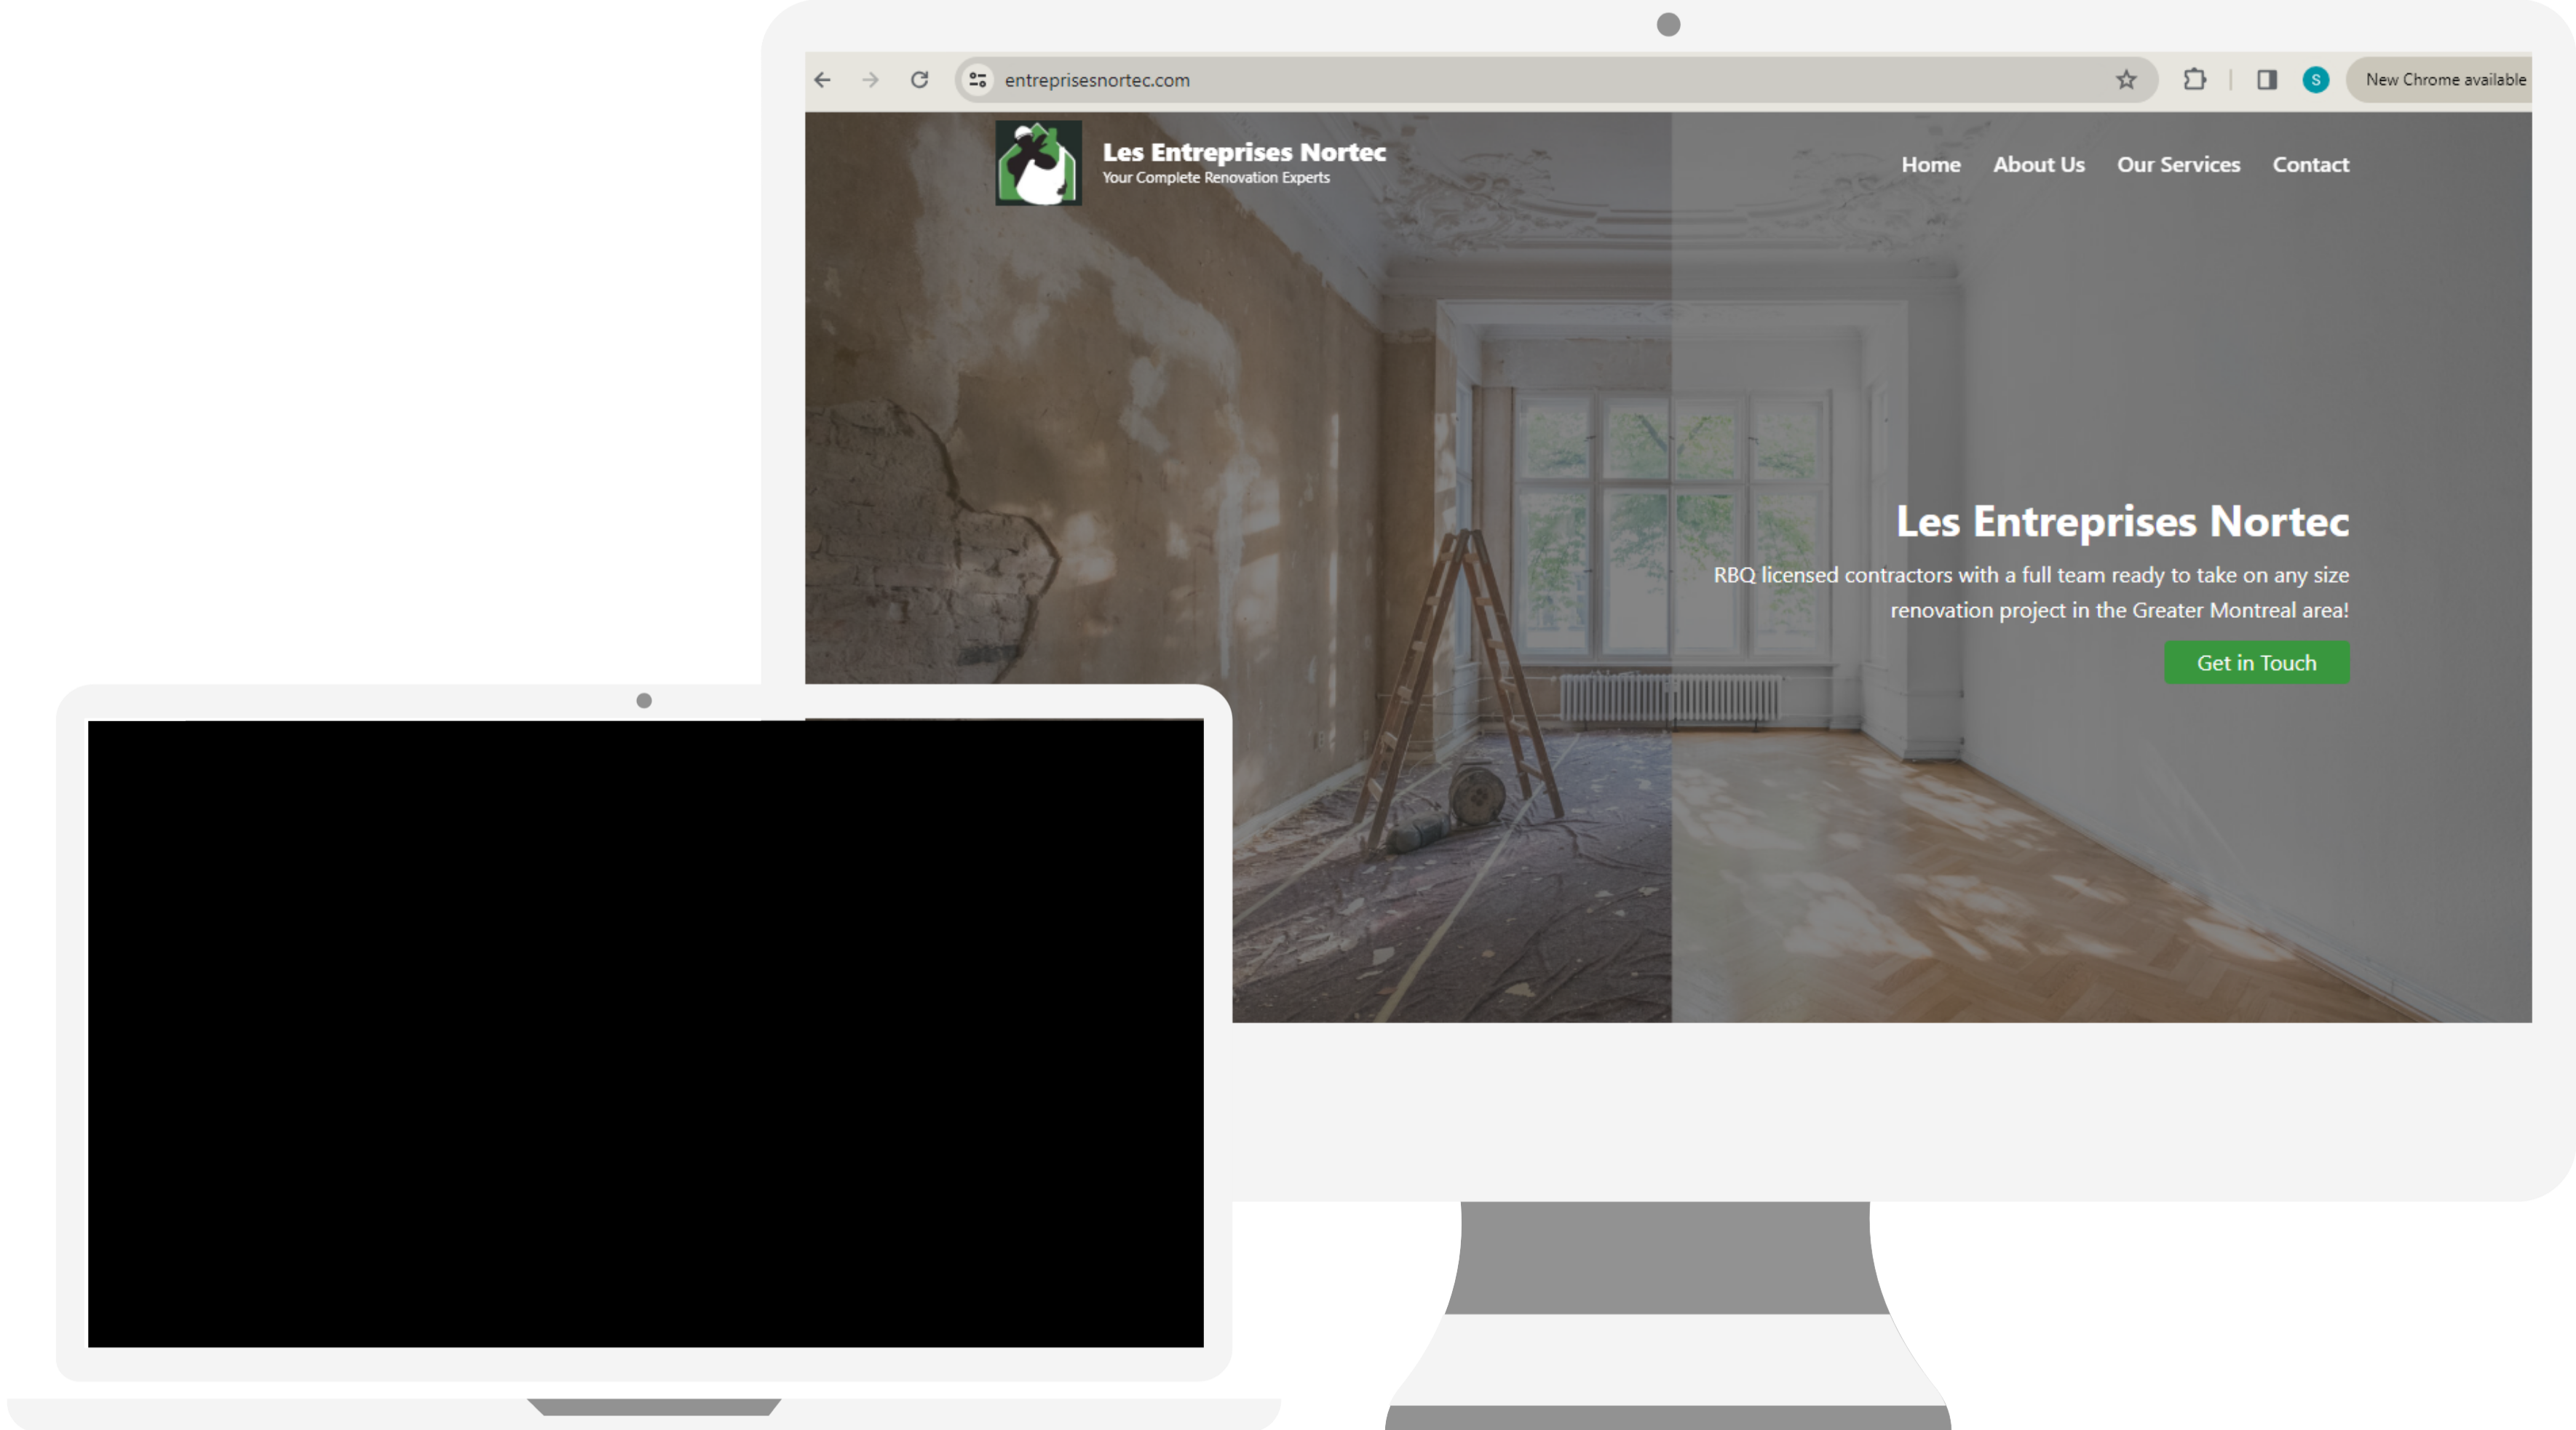 entreprisesnortec.com
S
New Chrome available
Les Entreprises Nortec
Your Complete Renovation Experts
Home About Us Our Services Contact
Les Entreprises Nortec
RBQ licensed contractors with a full team ready to take on any size
renovation project in the Greater Montreal area!
Get in Touch